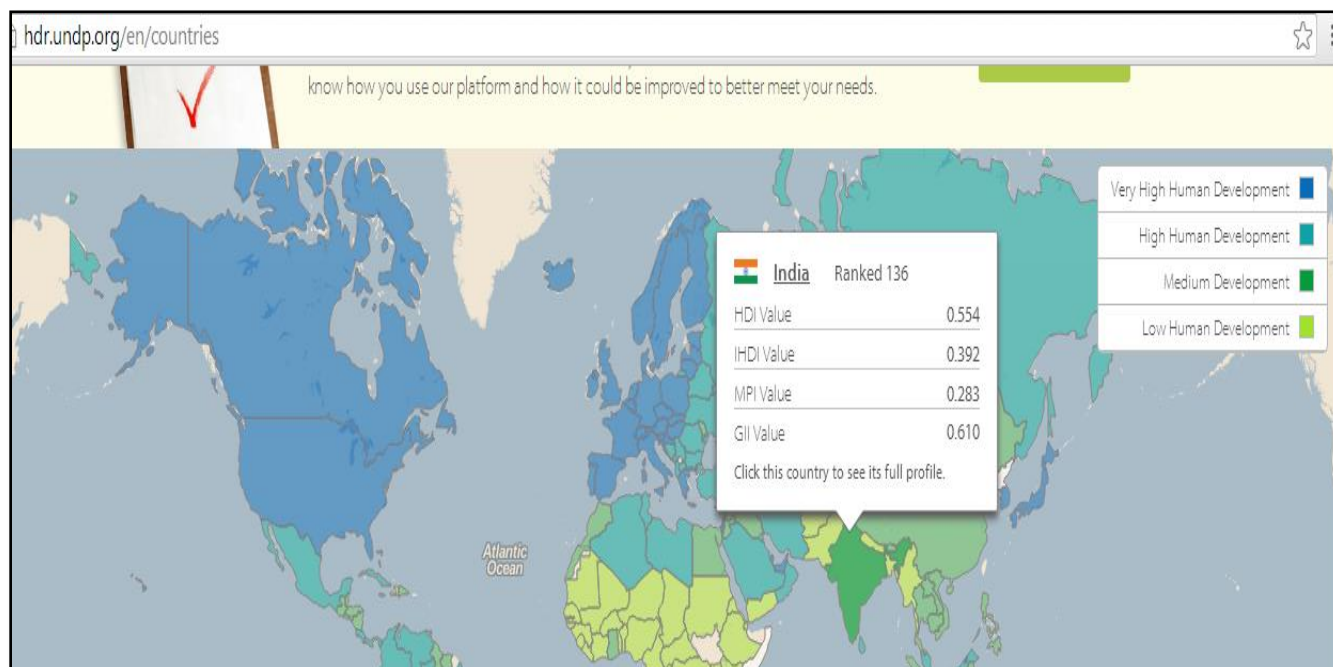 hdr.undp.org/en/countries
know how you use our platform and how it could be improved to better meet your needs.
Very High Human Development
High Human Development
Medium Development
Low Human Development
India Ranked 136
HDI Value 0.554
IHDI Value 0.392
MPI Value 0.283
GII Value 0.610
Click this country to see its full profile.
Atlantic
Ocean